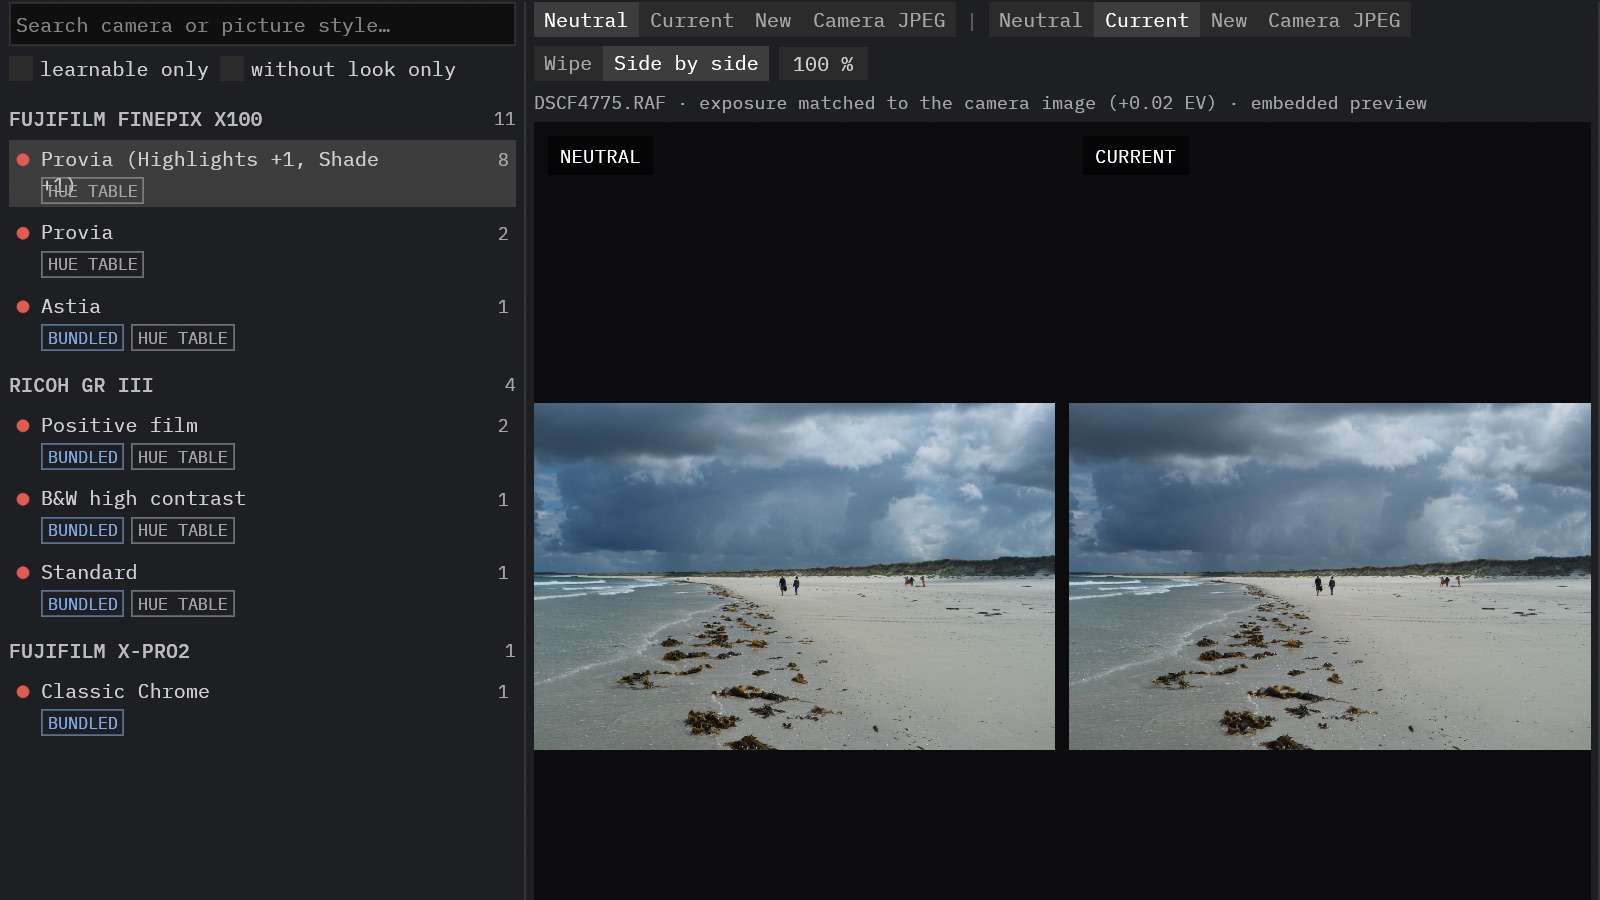 Search camera or picture style…
learnable only without look only
FUJIFILM FINEPIX X100 11
Provia (Highlights +1, Shade +1) 8
HUE TABLE
Provia 2
HUE TABLE
Astia 1
BUNDLED HUE TABLE
RICOH GR III 4
Positive film 2
BUNDLED HUE TABLE
B&W high contrast 1
BUNDLED HUE TABLE
Standard 1
BUNDLED HUE TABLE
FUJIFILM X-PRO2 1
Classic Chrome 1
BUNDLED
Neutral Current New Camera JPEG | Neutral Current New Camera JPEG
Wipe Side by side 100 %
DSCF4775.RAF · exposure matched to the camera image (+0.02 EV) · embedded preview
NEUTRAL CURRENT